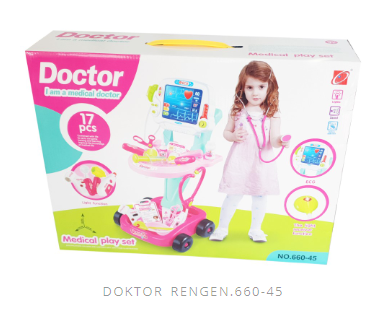 Medical play set
Doctor
I am a medical doctor
17
pcs
ECG
Medical play set
NO.660-45
DOKTOR RENGEN.660-45